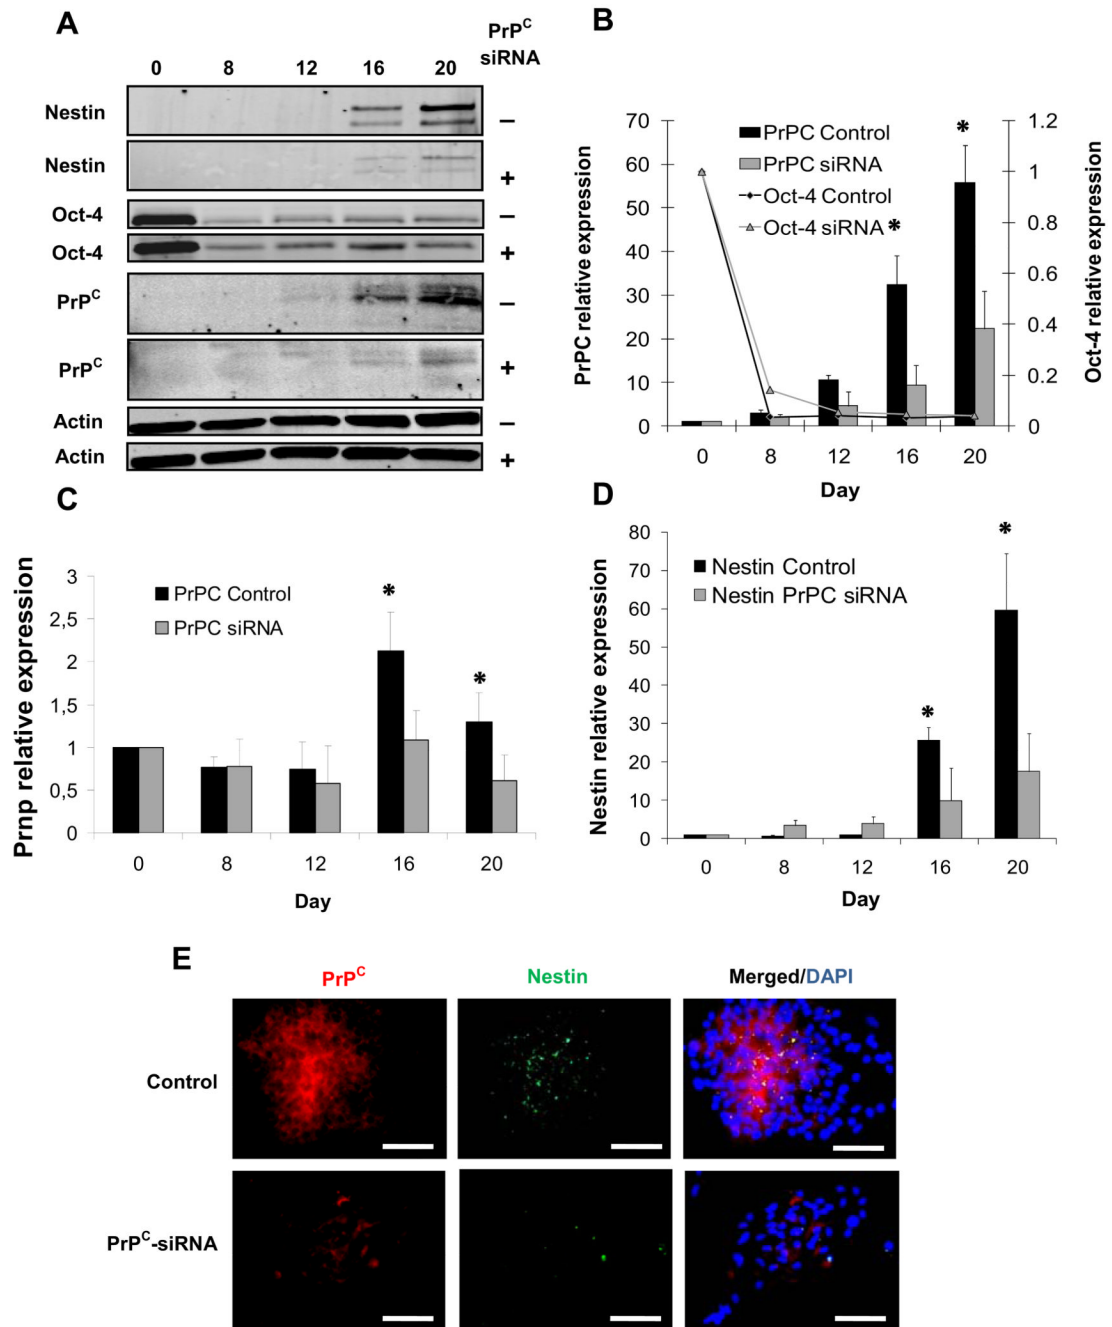 A
PrP^C
siRNA
0 8 12 16 20
Nestin −
Nestin +
Oct-4 −
Oct-4 +
PrP^C −
PrP^C +
Actin −
Actin +
B
PrPC Control
PrPC siRNA
Oct-4 Control
Oct-4 siRNA
*
*
PrPC relative expression
70
60
50
40
30
20
10
0
Oct-4 relative expression
1.2
1
0.8
0.6
0.4
0.2
0
0 8 12 16 20
Day
C
PrPC Control
PrPC siRNA
*
*
Prnp relative expression
3
2,5
2
1,5
1
0,5
0
0 8 12 16 20
Day
D
Nestin Control
Nestin PrPC siRNA
*
*
Nestin relative expression
80
70
60
50
40
30
20
10
0
0 8 12 16 20
Day
E
PrP^C Nestin Merged/DAPI
Control
PrP^C-siRNA